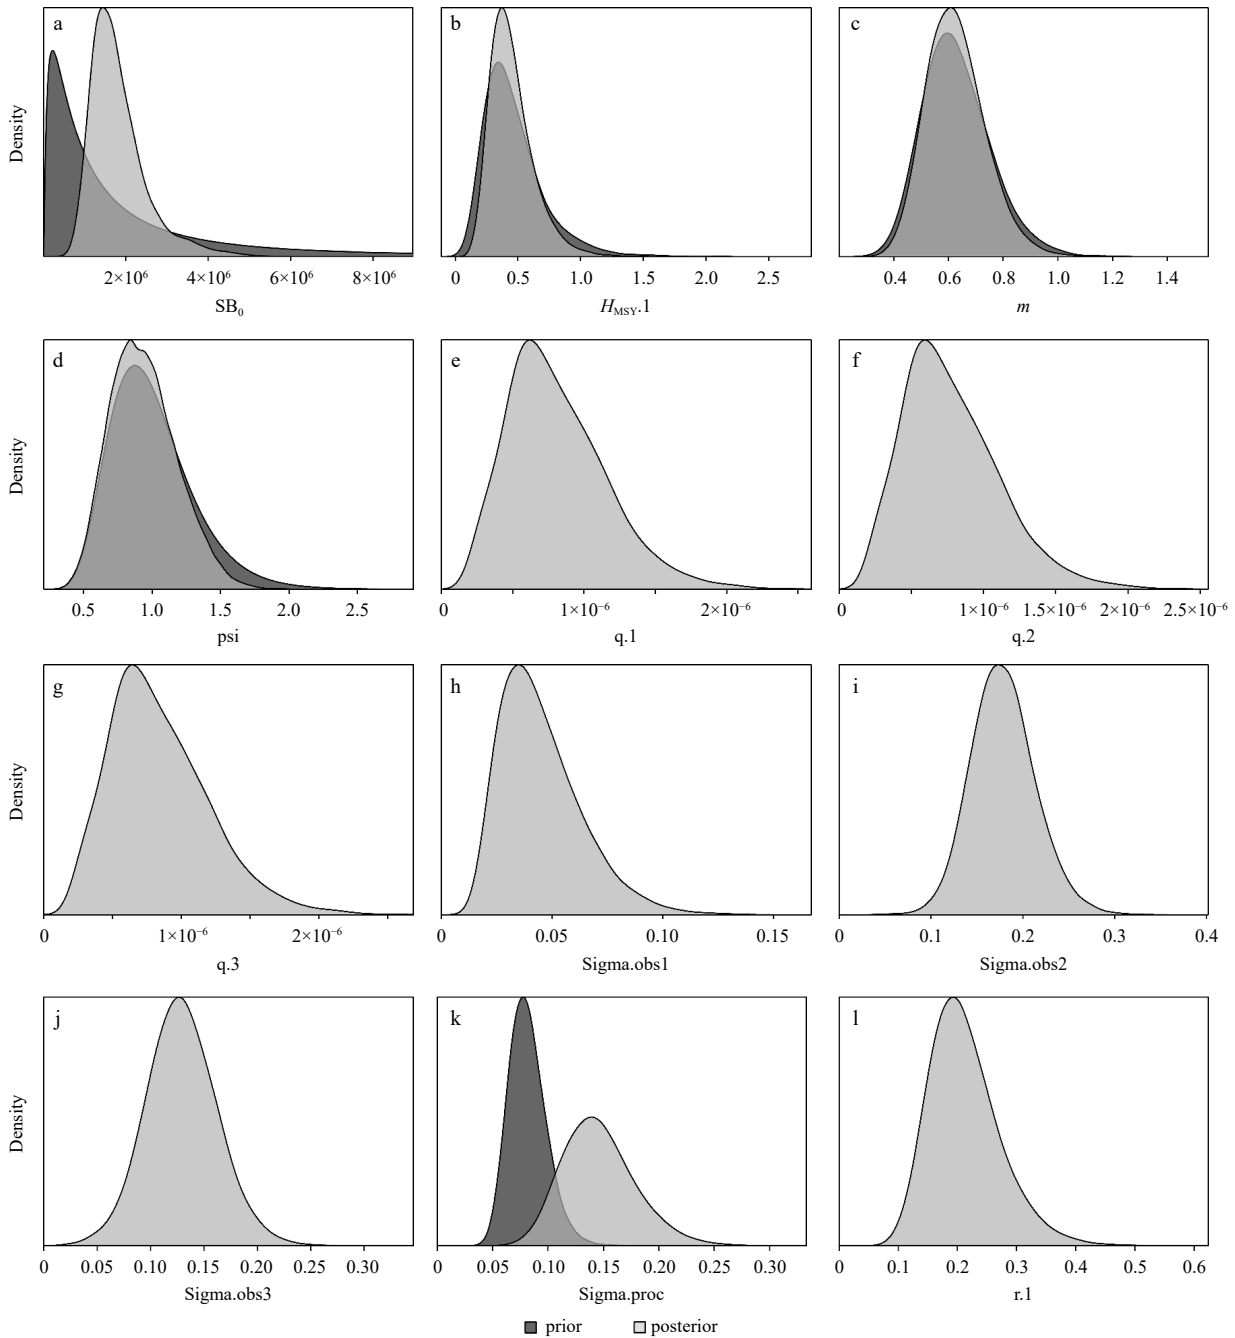 a
b
c
Density
2×10⁶ 4×10⁶ 6×10⁶ 8×10⁶
0 0.5 1.0 1.5 2.0 2.5
0.4 0.6 0.8 1.0 1.2 1.4
SB₀
H_MSY.1
m
d
e
f
Density
0.5 1.0 1.5 2.0 2.5
0 1×10⁻⁶ 2×10⁻⁶
0 1×10⁻⁶ 1.5×10⁻⁶ 2×10⁻⁶ 2.5×10⁻⁶
psi
q.1
q.2
g
h
i
Density
0 1×10⁻⁶ 2×10⁻⁶
0 0.05 0.10 0.15
0 0.1 0.2 0.3 0.4
q.3
Sigma.obs1
Sigma.obs2
j
k
l
Density
0 0.05 0.10 0.15 0.20 0.25 0.30
0 0.05 0.10 0.15 0.20 0.25 0.30
0 0.1 0.2 0.3 0.4 0.5 0.6
Sigma.obs3
Sigma.proc
r.1
prior posterior